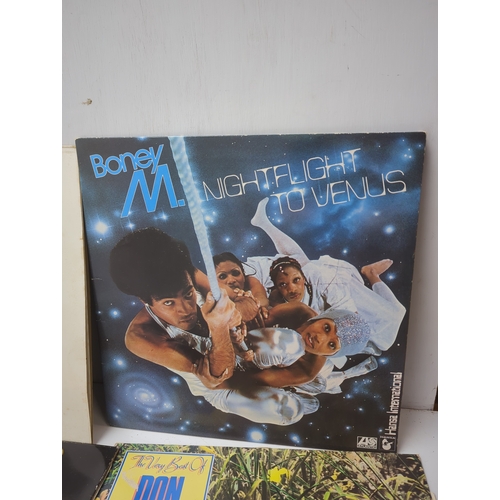 Boney
M.
NIGHTFLIGHT
TO VENUS
Hansa International
The Very Best Of
DON